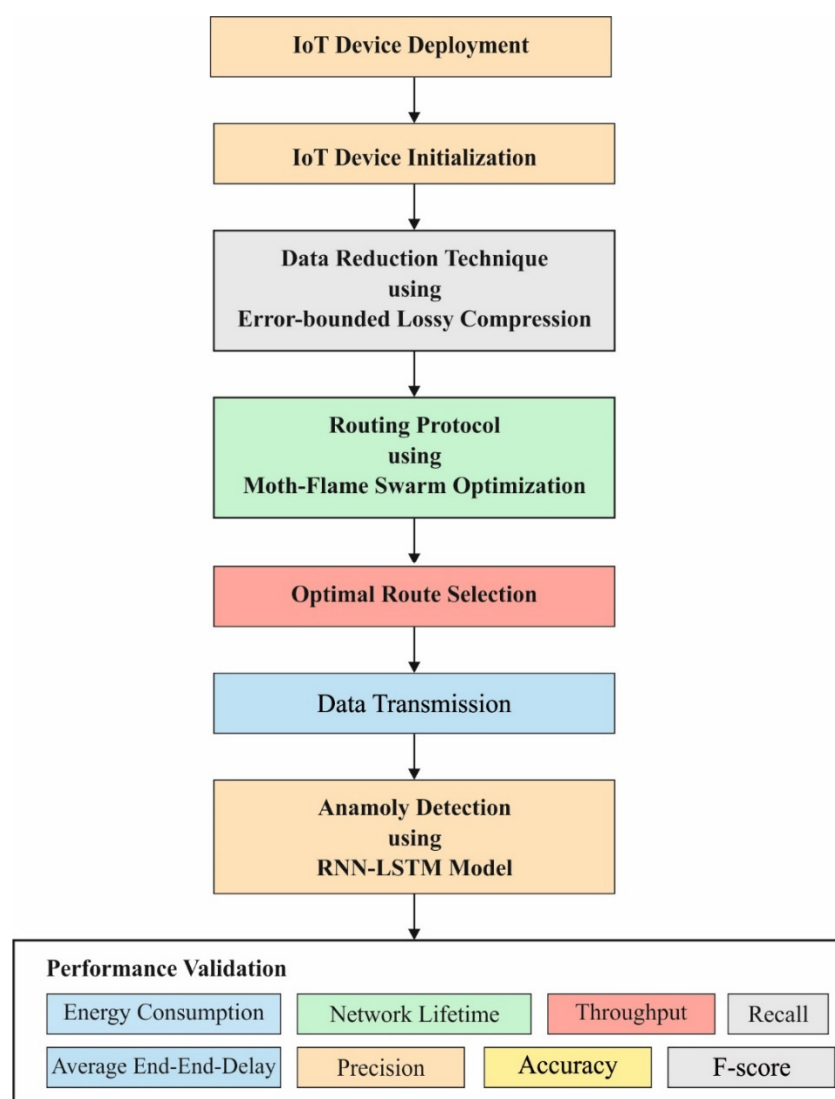 IoT Device Deployment
IoT Device Initialization
Data Reduction Technique
using
Error-bounded Lossy Compression
Routing Protocol
using
Moth-Flame Swarm Optimization
Optimal Route Selection
Data Transmission
Anamoly Detection
using
RNN-LSTM Model
Performance Validation
Energy Consumption
Network Lifetime
Throughput
Recall
Average End-End-Delay
Precision
Accuracy
F-score